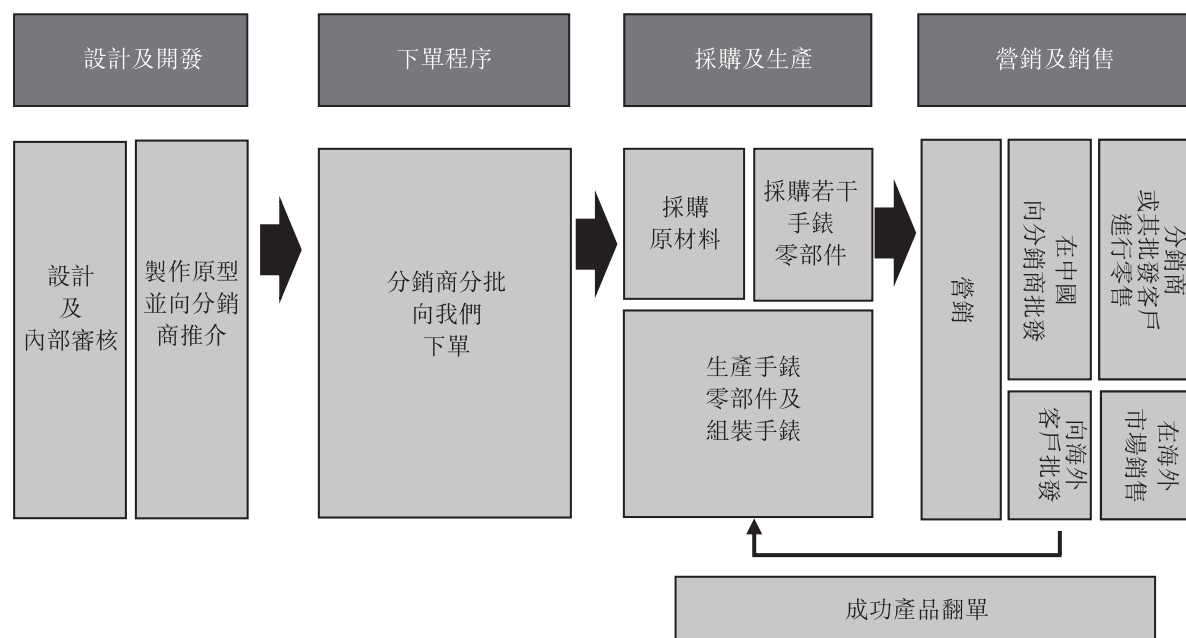 設計及開發
下單程序
採購及生產
營銷及銷售
設計
及
內部審核
製作原型
並向分銷
商推介
分銷商分批
向我們
下單
採購
原材料
採購若干
手錶
零部件
生產手錶
零部件及
組裝手錶
營銷
在中國
向分銷商批發
分銷商
或其批發客戶
進行零售
向海外
客戶批發
在海外
市場銷售
成功產品翻單